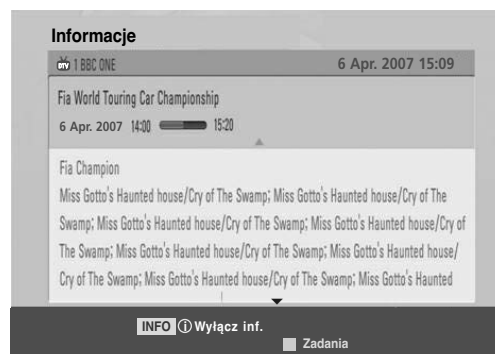 Informacje
DTV 1 BBC ONE 6 Apr. 2007 15:09
Fia World Touring Car Championship
6 Apr. 2007 14:00 15:20
Fia Champion
Miss Gotto's Haunted house/Cry of The Swamp; Miss Gotto's Haunted house/Cry of The
Swamp; Miss Gotto's Haunted house/Cry of The Swamp; Miss Gotto's Haunted house/Cry of
The Swamp; Miss Gotto's Haunted house/Cry of The Swamp; Miss Gotto's Haunted house/
Cry of The Swamp; Miss Gotto's Haunted house/Cry of The Swamp; Miss Gotto's Haunted
INFO i Wyłącz inf.
Zadania